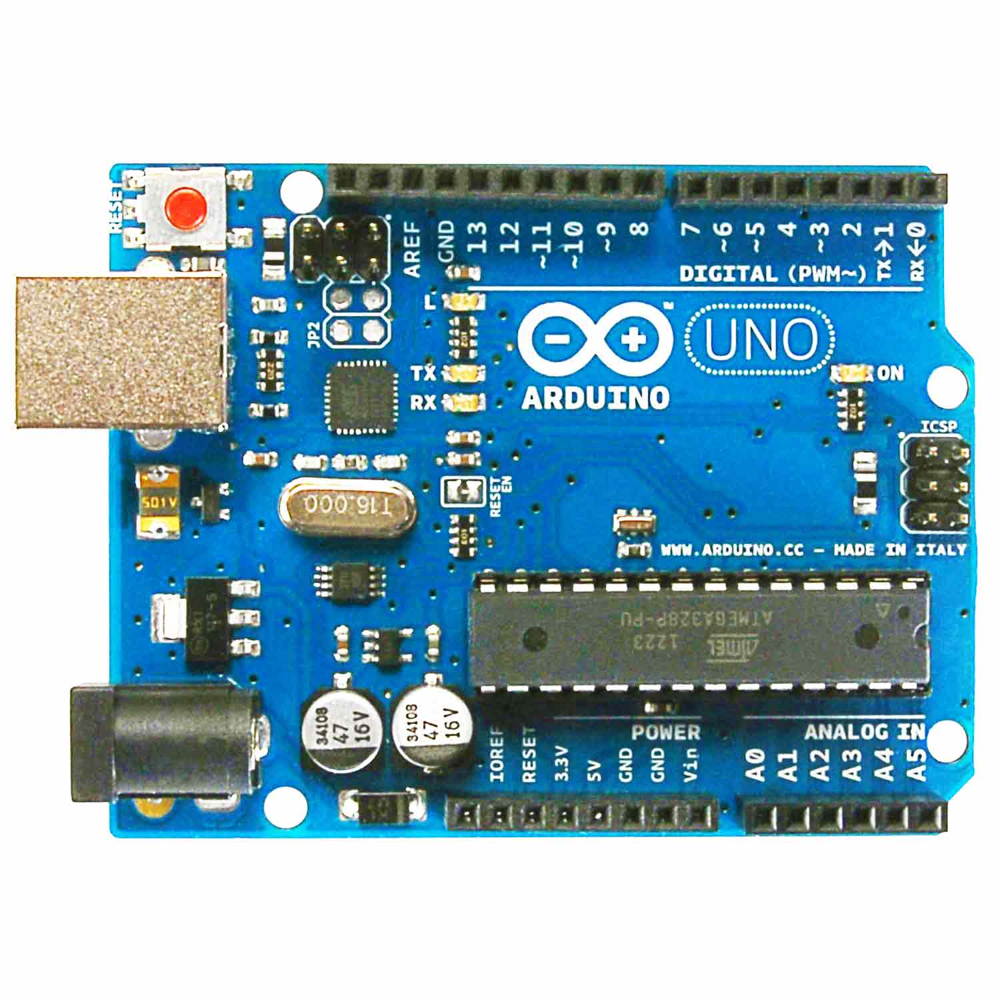 RESET
AREF
GND
13
12
~11
~10
~9
8
7
~6
~5
4
~3
2
TX→1
RX←0
DIGITAL (PWM~)
L
JP2
TX
RX
ARDUINO
™
UNO
ON
ICSP
501V
T16.000
RESET
EN
WWW.ARDUINO.CC - MADE IN ITALY
ATMEGA328P-PU
1223
ATMEL
34108
47
16V
34108
47
16V
POWER
ANALOG IN
IOREF
RESET
3.3V
5V
GND
GND
Vin
A0
A1
A2
A3
A4
A5